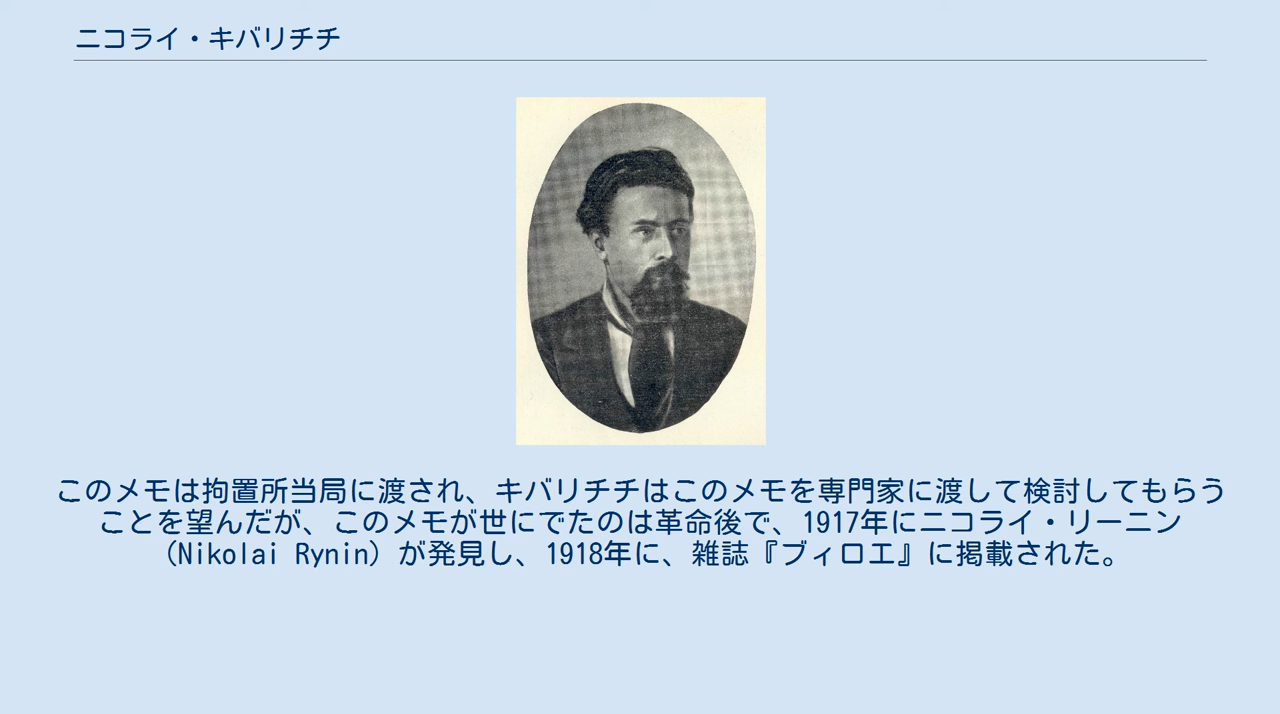 ニコライ・キバリチチ
このメモは拘置所当局に渡され、キバリチチはこのメモを専門家に渡して検討してもらう
ことを望んだが、このメモが世にでたのは革命後で、1917年にニコライ・リーニン
（Nikolai Rynin）が発見し、1918年に、雑誌『ブィロエ』に掲載された。